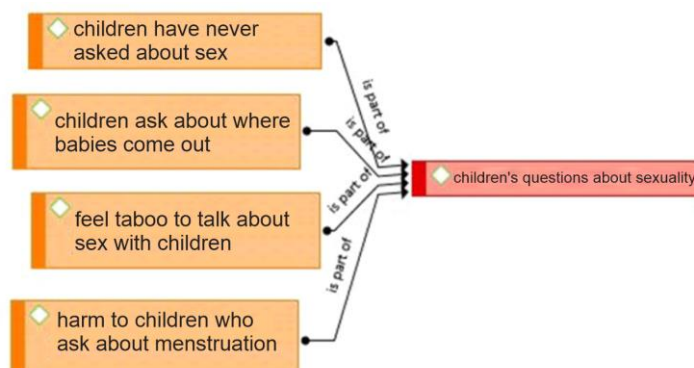 children have never
asked about sex
is part of
children ask about where
babies come out
is part of
children's questions about sexuality
feel taboo to talk about
sex with children
is part of
harm to children who
ask about menstruation
is part of